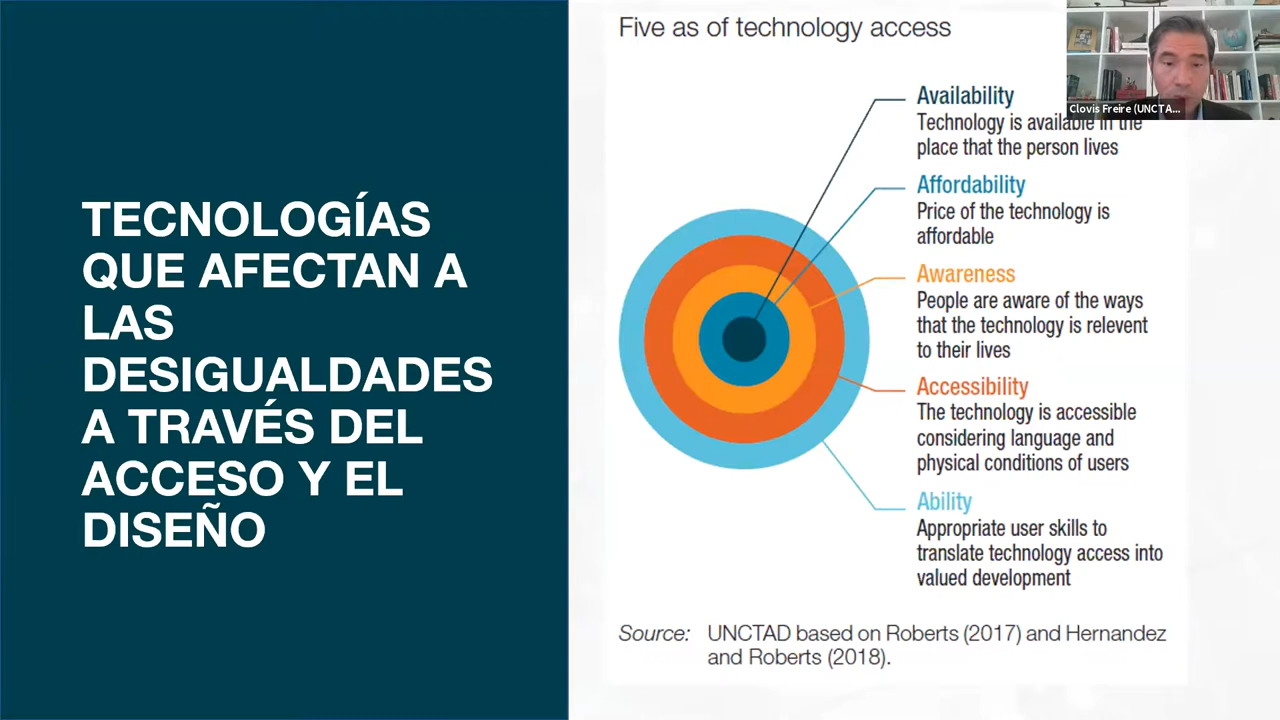 TECNOLOGÍAS
QUE AFECTAN A
LAS
DESIGUALDADES
A TRAVÉS DEL
ACCESO Y EL
DISEÑO
Five as of technology access
Availability
Technology is available in the
place that the person lives
Affordability
Price of the technology is
affordable
Awareness
People are aware of the ways
that the technology is relevent
to their lives
Accessibility
The technology is accessible
considering language and
physical conditions of users
Ability
Appropriate user skills to
translate technology access into
valued development
Source: UNCTAD based on Roberts (2017) and Hernandez
and Roberts (2018).
Clovis Freire (UNCTA...